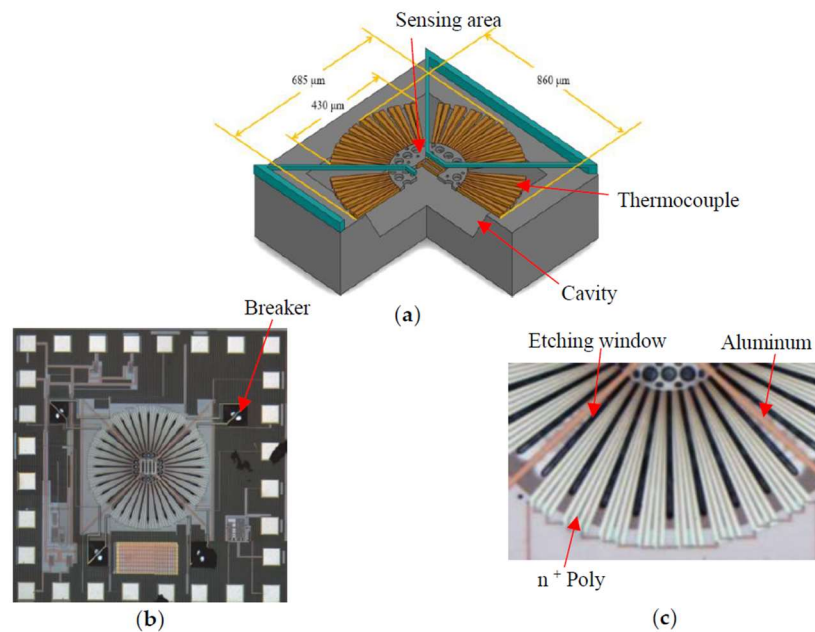 Sensing area
685 μm
860 μm
430 μm
Thermocouple
Cavity
(a)
Breaker
Etching window
Aluminum
n + Poly
(b)
(c)